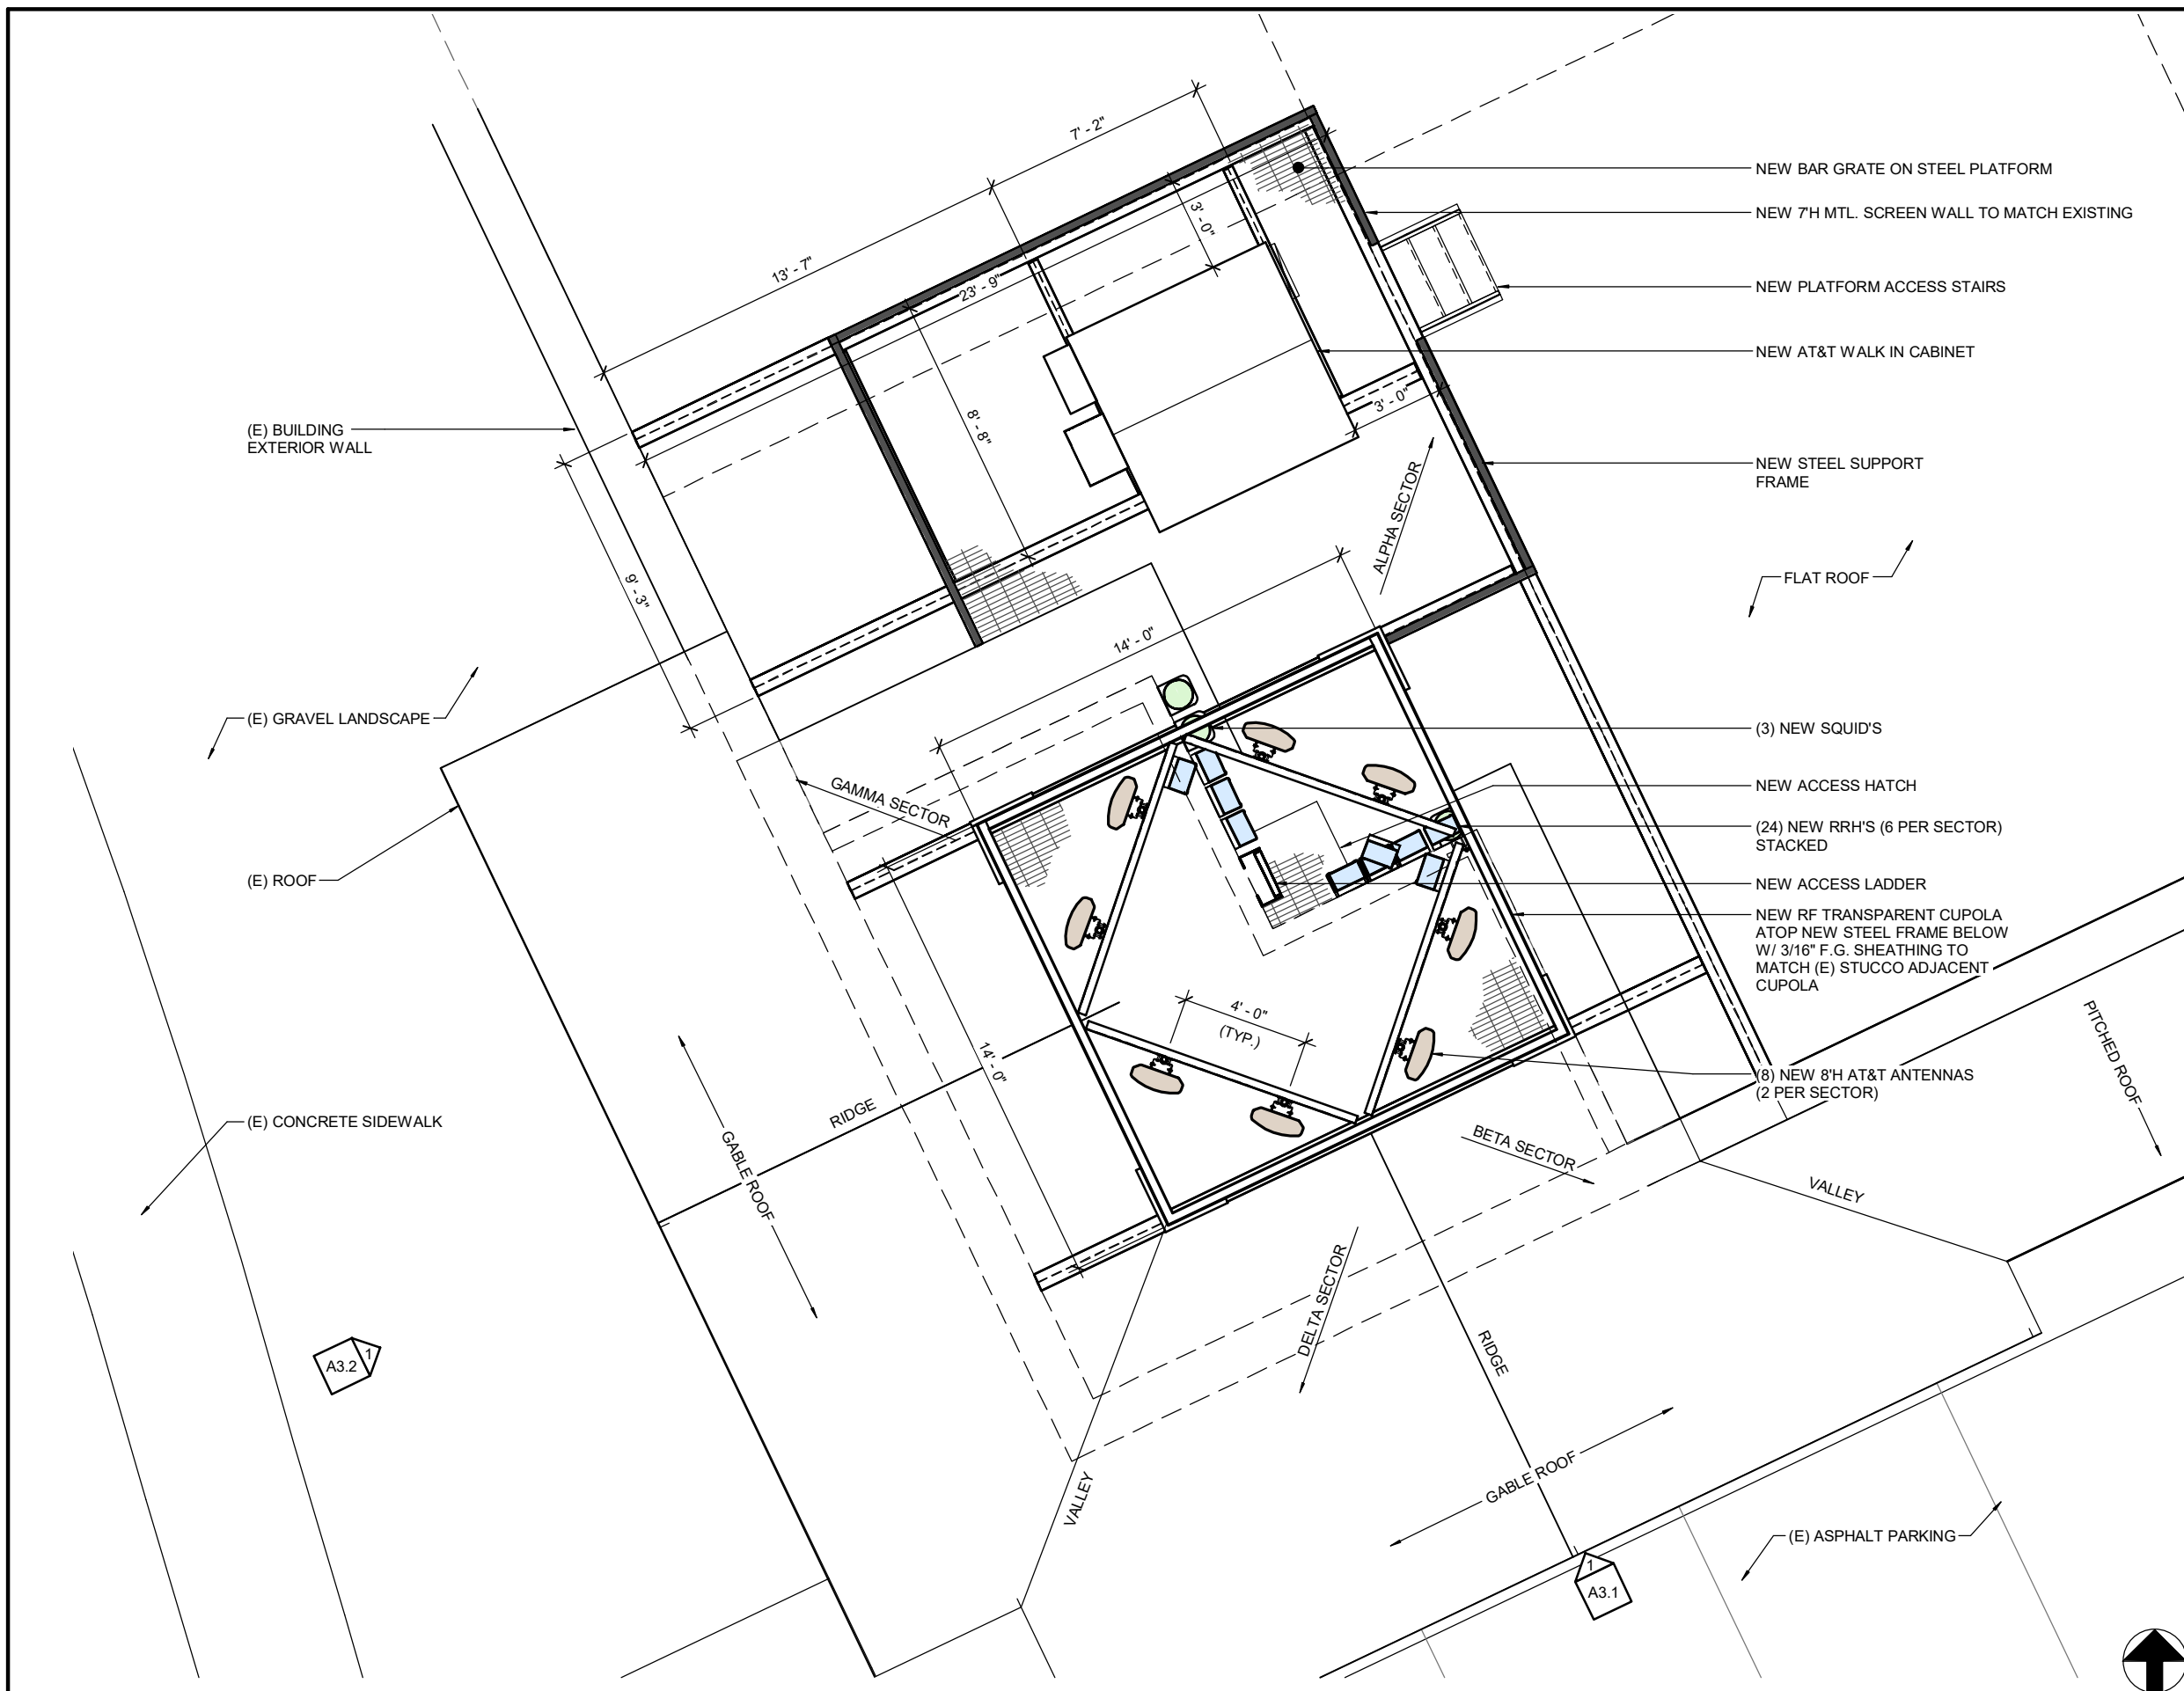 7' - 2"
13' - 7"
23' - 9"
3' - 0"
8' - 8"
3' - 0"
9' - 3"
14' - 0"
14' - 0"
4' - 0"
(TYP.)
(E) BUILDING
EXTERIOR WALL
(E) GRAVEL LANDSCAPE
(E) ROOF
(E) CONCRETE SIDEWALK
NEW BAR GRATE ON STEEL PLATFORM
NEW 7'H MTL. SCREEN WALL TO MATCH EXISTING
NEW PLATFORM ACCESS STAIRS
NEW AT&T WALK IN CABINET
NEW STEEL SUPPORT
FRAME
FLAT ROOF
(3) NEW SQUID'S
NEW ACCESS HATCH
(24) NEW RRH'S (6 PER SECTOR)
STACKED
NEW ACCESS LADDER
NEW RF TRANSPARENT CUPOLA
ATOP NEW STEEL FRAME BELOW
W/ 3/16" F.G. SHEATHING TO
MATCH (E) STUCCO ADJACENT
CUPOLA
(8) NEW 8'H AT&T ANTENNAS
(2 PER SECTOR)
PITCHED ROOF
ALPHA SECTOR
GAMMA SECTOR
BETA SECTOR
DELTA SECTOR
RIDGE
GABLE ROOF
VALLEY
RIDGE
VALLEY
GABLE ROOF
(E) ASPHALT PARKING
1
A3.2
1
A3.1